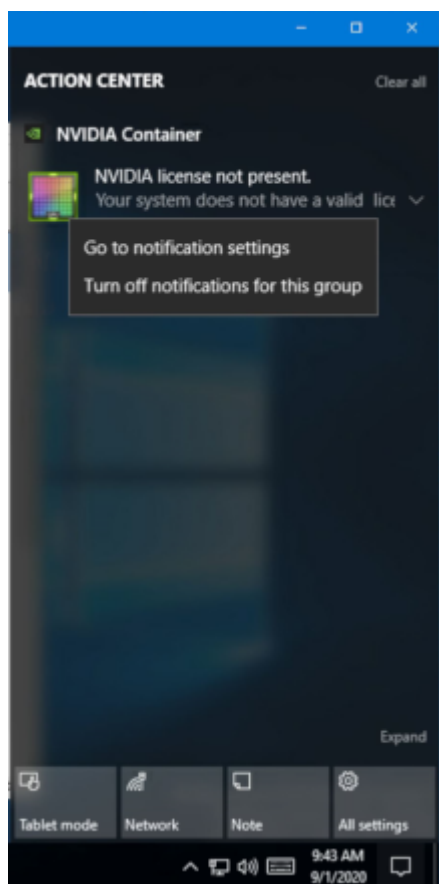 ACTION CENTER Clear all
NVIDIA Container
NVIDIA license not present.
Your system does not have a valid lice
Go to notification settings
Turn off notifications for this group
Expand
Tablet mode Network Note All settings
9:43 AM
9/1/2020